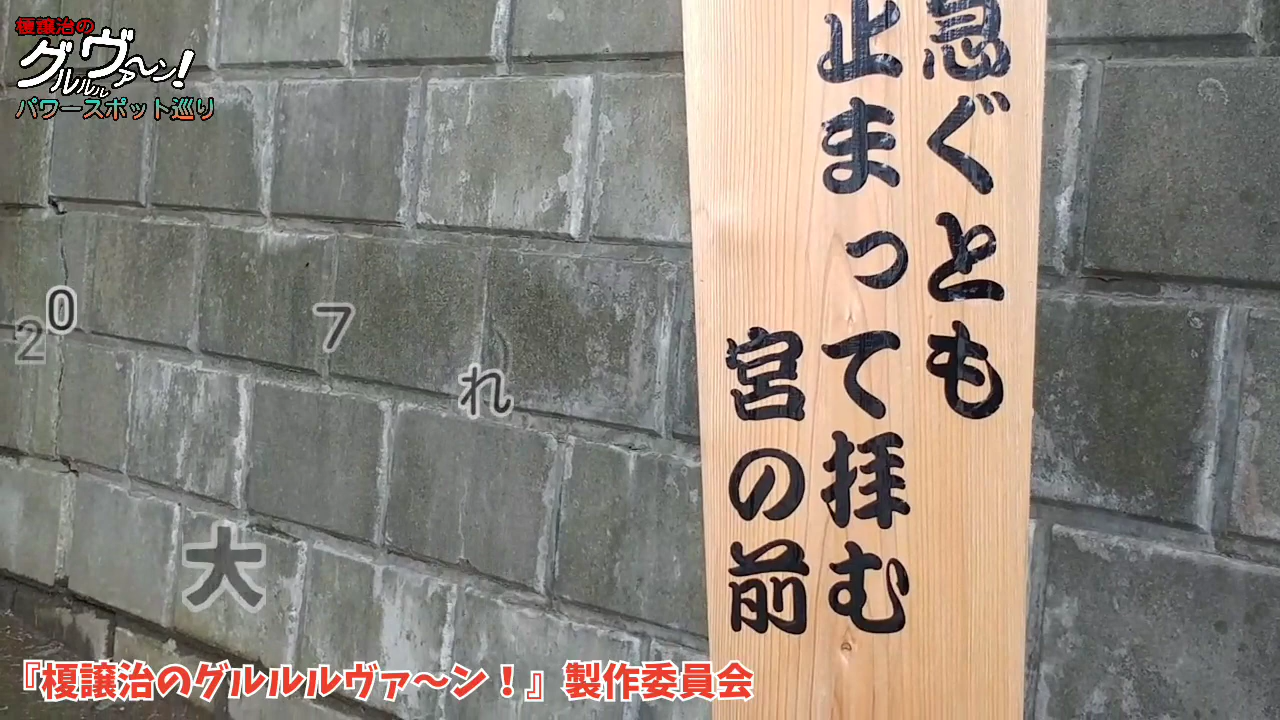 榎譲治の
グルルルヴァ〜ン!
パワースポット巡り
急ぐとも
止まって拝む
宮の前
20
7
れ
大
『榎譲治のグルルルヴァ〜ン！』製作委員会